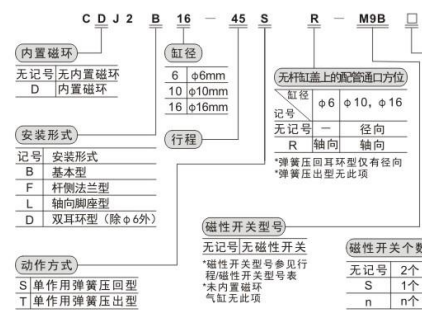 C D J 2 B 16 － 45 S R － M9B □
内置磁环
无记号 无内置磁环
D 内置磁环
缸径
6 φ6mm
10 φ10mm
16 φ16mm
无杆缸盖上的配管通口方位
缸径 φ6 φ10，φ16
记号
无记号 － 径向
R 轴向 轴向
*弹簧压回耳环型仅有径向
*弹簧压出型无此项
安装形式
记号 安装形式
B 基本型
F 杆侧法兰型
L 轴向脚座型
D 双耳环型（除φ6外）
行程
磁性开关型号
无记号 无磁性开关
*磁性开关型号参见行
程/磁性开关型号表
*未内置磁环
气缸无此项
磁性开关个数
无记号 2个
S 1个
n n个
动作方式
S 单作用弹簧压回型
T 单作用弹簧压出型